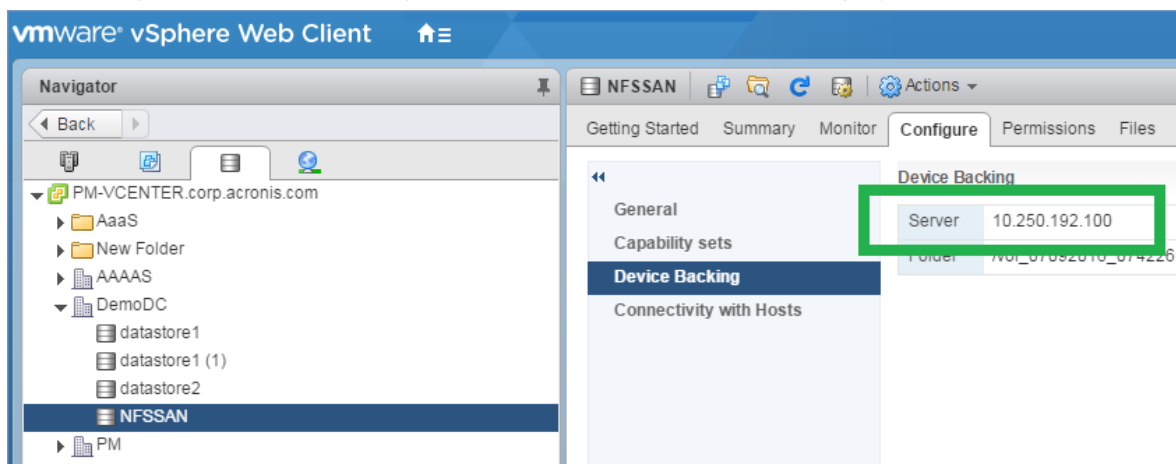 vmware® vSphere Web Client
Navigator
Back
PM-VCENTER.corp.acronis.com
AaaS
New Folder
AAAAS
DemoDC
datastore1
datastore1 (1)
datastore2
NFSSAN
PM
NFSSAN Actions
Getting Started Summary Monitor Configure Permissions Files
General
Capability sets
Device Backing
Connectivity with Hosts
Device Backing
Server 10.250.192.100
Folder